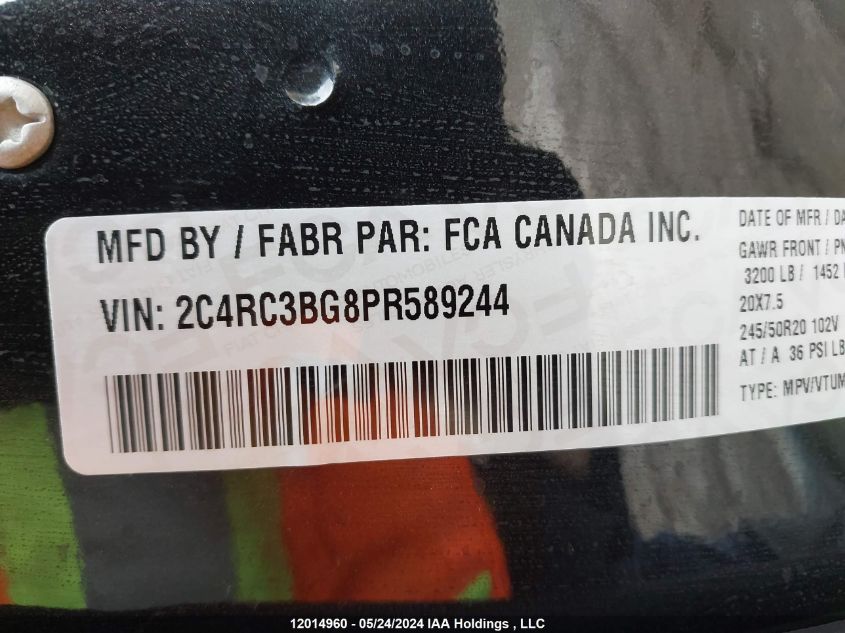 MFD BY / FABR PAR: FCA CANADA INC.
VIN: 2C4RC3BG8PR589244
DATE OF MFR / DA
GAWR FRONT / PN
3200 LB / 1452
20X7.5
245/50R20 102V
AT / A 36 PSI LB
TYPE: MPV/VTUM
12014960 - 05/24/2024 IAA Holdings , LLC